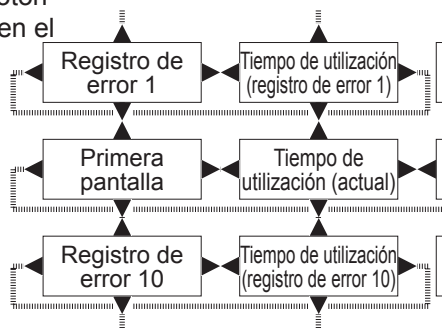 en el
Registro de
error 1
Tiempo de utilización
(registro de error 1)
Primera
pantalla
Tiempo de
utilización (actual)
Registro de
error 10
Tiempo de utilización
(registro de error 10)